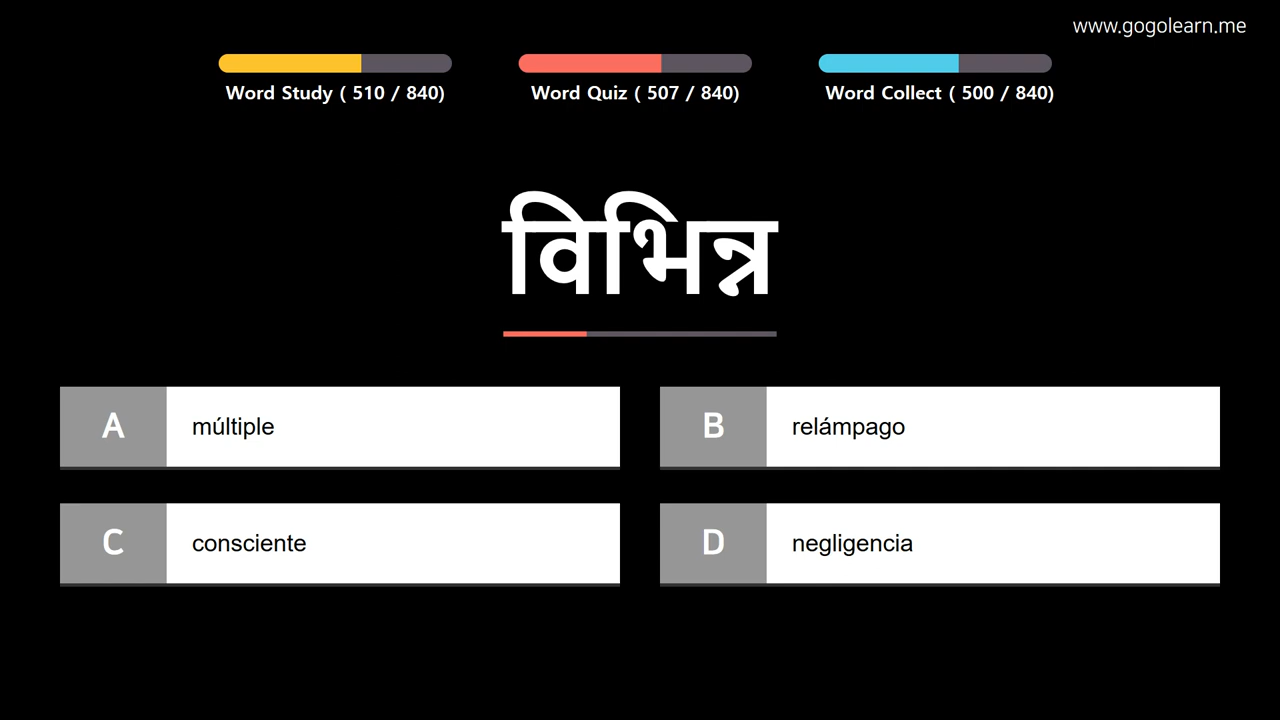 www.gogolearn.me
Word Study ( 510 / 840)
Word Quiz ( 507 / 840)
Word Collect ( 500 / 840)
विभिन्न
A múltiple
B relámpago
C consciente
D negligencia